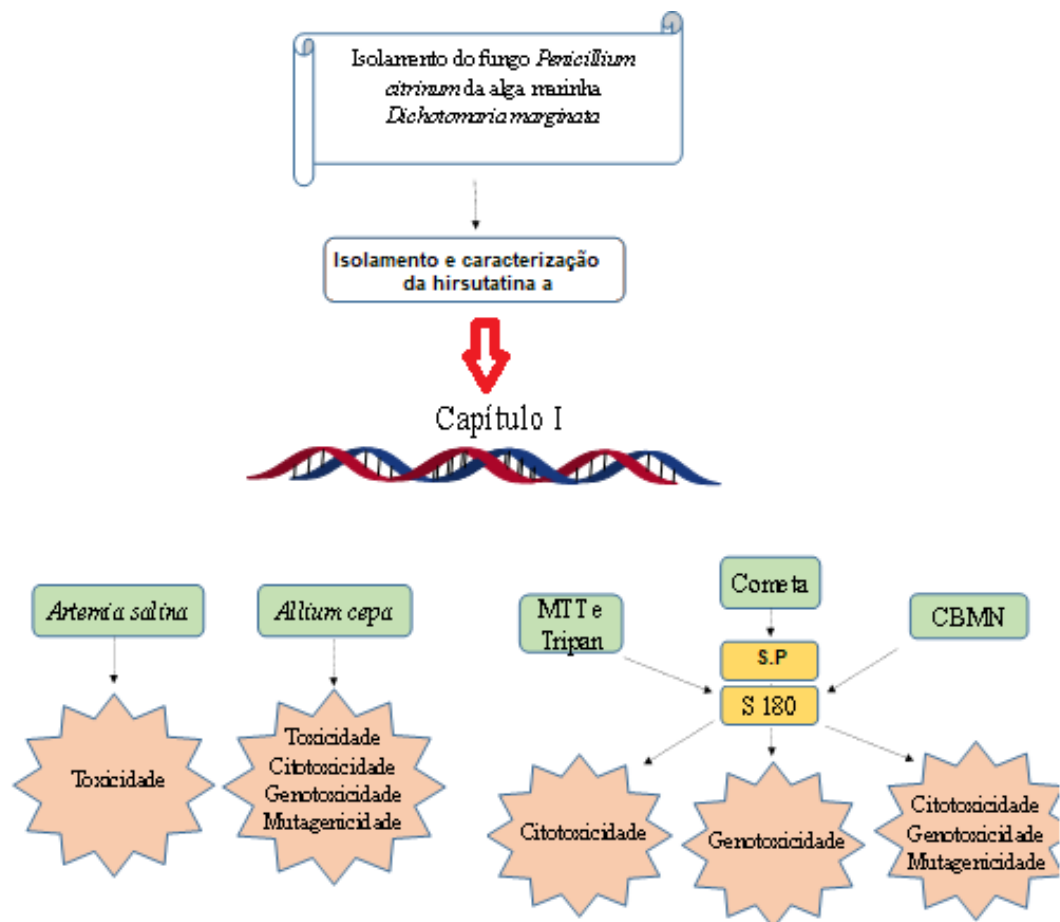 Isolamento do fungo Penicillium
citrinum da alga marinha
Dichotomaria marginata
Isolamento e caracterização
da hirsutatina a
Capítulo I
Artemia salina
Allium cepa
MTT e
Tripan
Cometa
CBMN
S.P
S 180
Toxicidade
Toxicidade
Citotoxicidade
Genotoxicidade
Mutagenicidade
Citotoxicidade
Genotoxicidade
Citotoxicidade
Genotoxicidade
Mutagenicidade